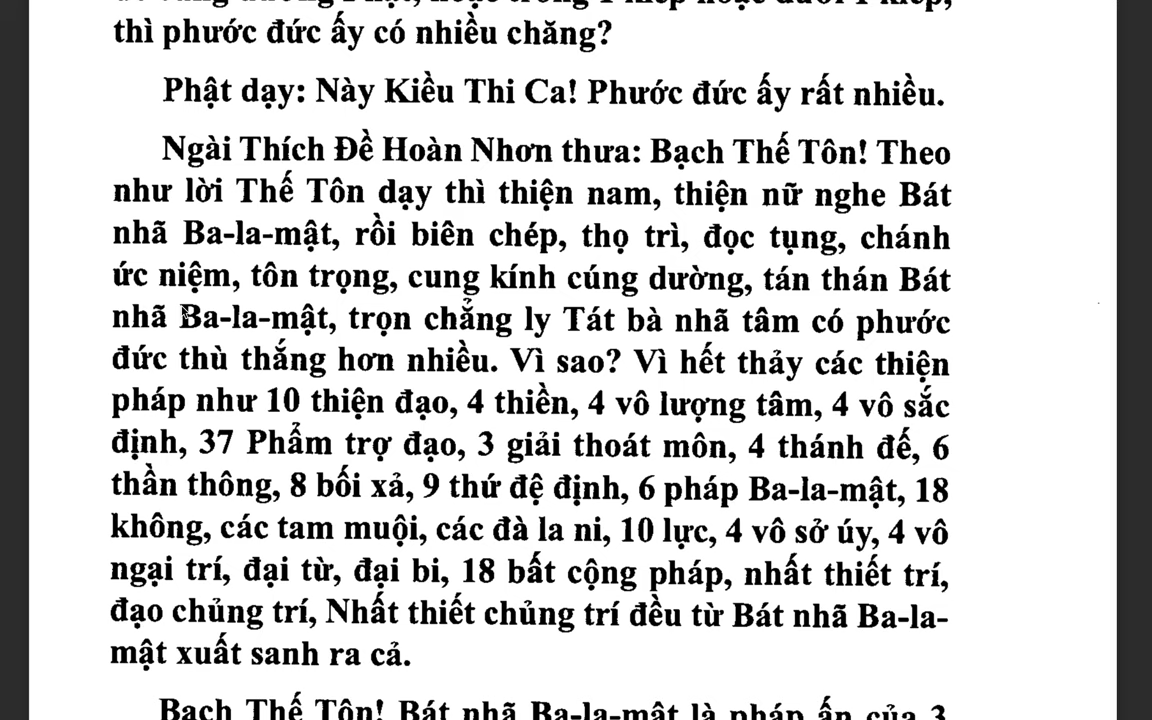 thì phước đức ấy có nhiều chăng?
Phật dạy: Này Kiều Thi Ca! Phước đức ấy rất nhiều.
Ngài Thích Đề Hoàn Nhơn thưa: Bạch Thế Tôn! Theo
như lời Thế Tôn dạy thì thiện nam, thiện nữ nghe Bát
nhã Ba-la-mật, rồi biên chép, thọ trì, đọc tụng, chánh
ức niệm, tôn trọng, cung kính cúng dường, tán thán Bát
nhã Ba-la-mật, trọn chẳng ly Tát bà nhã tâm có phước
đức thù thắng hơn nhiều. Vì sao? Vì hết thảy các thiện
pháp như 10 thiện đạo, 4 thiền, 4 vô lượng tâm, 4 vô sắc
định, 37 Phẩm trợ đạo, 3 giải thoát môn, 4 thánh đế, 6
thần thông, 8 bối xả, 9 thứ đệ định, 6 pháp Ba-la-mật, 18
không, các tam muội, các đà la ni, 10 lực, 4 vô sở úy, 4 vô
ngại trí, đại từ, đại bi, 18 bất cộng pháp, nhất thiết trí,
đạo chủng trí, Nhất thiết chủng trí đều từ Bát nhã Ba-la-
mật xuất sanh ra cả.
Bạch Thế Tôn! Bát nhã Ba-la-mật là pháp ấn của 3